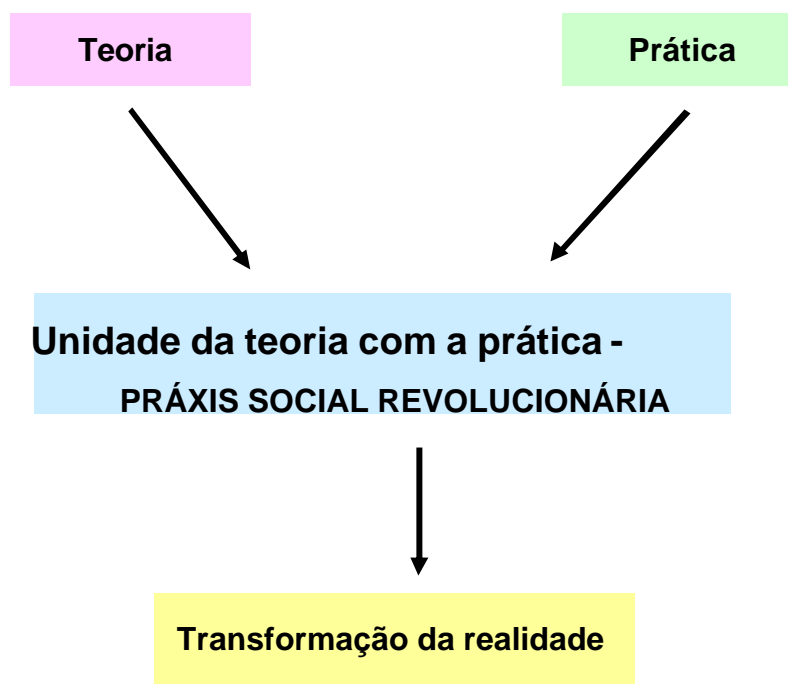 Teoria
Prática
Unidade da teoria com a prática -
PRÁXIS SOCIAL REVOLUCIONÁRIA
Transformação da realidade